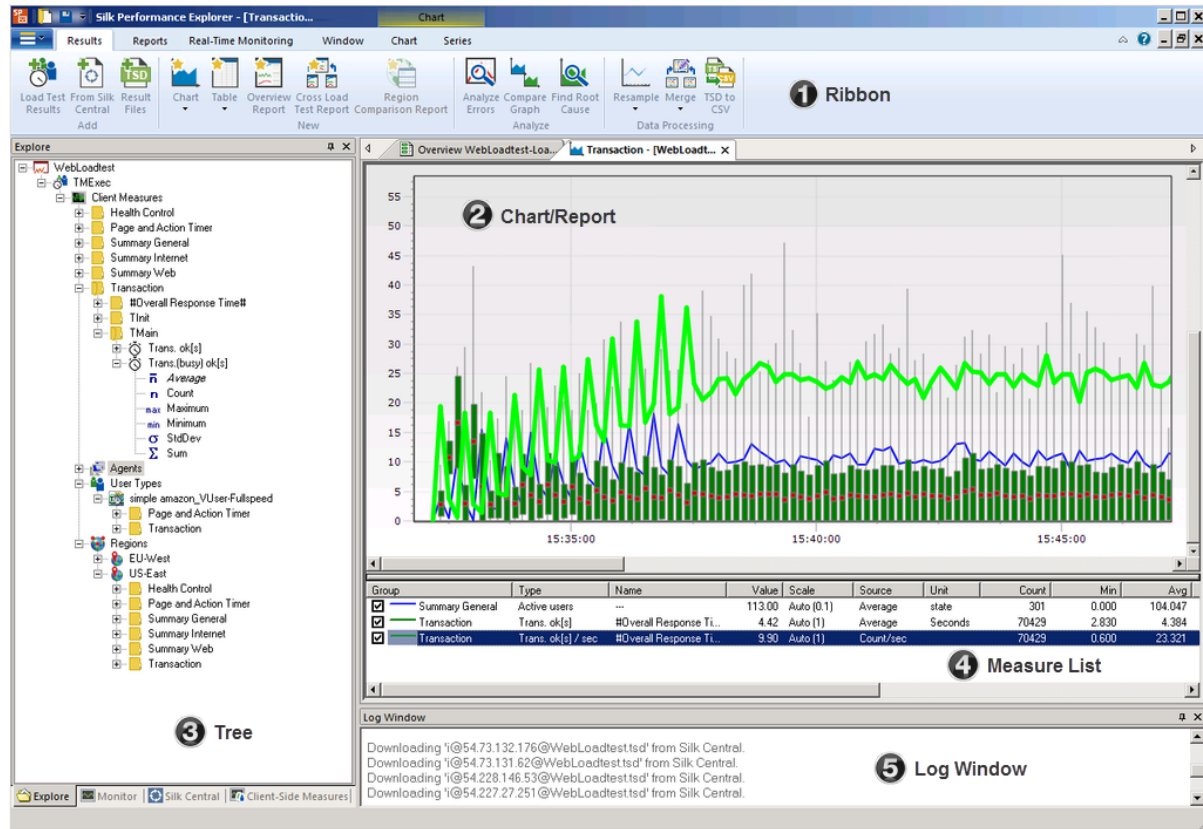 Silk Performance Explorer - [Transactio...
Chart
Results Reports Real-Time Monitoring Window Chart Series
Load Test Results
From Silk Central
Result Files
Chart
Table
Overview Report
Cross Load Test Report
Region Comparison Report
Analyze Errors
Compare Graph
Find Root Cause
Resample
Merge
TSD to CSV
Add
New
Analyze
Data Processing
1 Ribbon
Explore
WebLoadtest
TMExec
Client Measures
Health Control
Page and Action Timer
Summary General
Summary Internet
Summary Web
Transaction
#Overall Response Time#
TInit
TMain
Trans. ok[s]
Trans.(busy) ok[s]
n Average
n Count
max Maximum
min Minimum
σ StdDev
Σ Sum
Agents
User Types
simple amazon_VUser-Fullspeed
Page and Action Timer
Transaction
Regions
EU-West
US-East
Health Control
Page and Action Timer
Summary General
Summary Internet
Summary Web
Transaction
3 Tree
Explore Monitor Silk Central Client-Side Measures
Overview WebLoadtest-Loa...
Transaction - [WebLoadt...
2 Chart/Report
55
50
45
40
35
30
25
20
15
10
5
0
15:35:00 15:40:00 15:45:00
Group Type Name Value Scale Source Unit Count Min Avg
Summary General Active users --- 113.00 Auto (0.1) Average state 301 0.000 104.047
Transaction Trans. ok[s] #Overall Response Ti... 4.42 Auto (1) Average Seconds 70429 2.830 4.384
Transaction Trans. ok[s] / sec #Overall Response Ti... 9.90 Auto (1) Count/sec 70429 0.600 23.321
4 Measure List
Log Window
Downloading 'i@54.73.132.176@WebLoadtest.tsd' from Silk Central.
Downloading 'i@54.73.131.62@WebLoadtest.tsd' from Silk Central.
Downloading 'i@54.228.146.53@WebLoadtest.tsd' from Silk Central.
Downloading 'i@54.227.27.251@WebLoadtest.tsd' from Silk Central.
5 Log Window